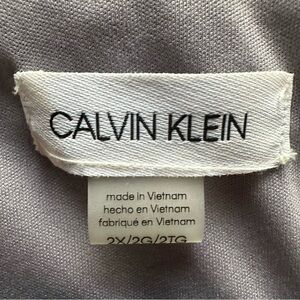 CALVIN KLEIN
made in Vietnam
hecho en Vietnam
fabriqué en Vietnam
2X/2G/2TG